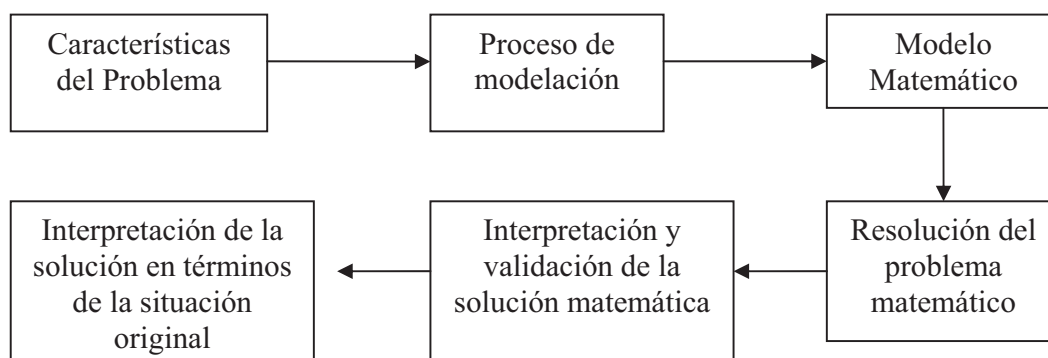 Características
del Problema
Proceso de
modelación
Modelo
Matemático
Resolución del
problema
matemático
Interpretación y
validación de la
solución matemática
Interpretación de la
solución en términos
de la situación
original